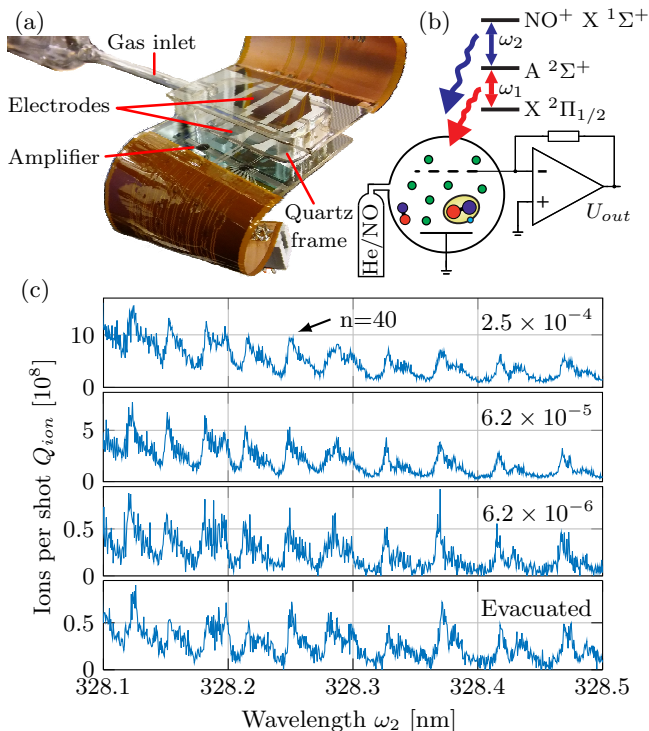 (a)
Gas inlet
Electrodes
Amplifier
Quartz
frame
(b)
NO⁺ X ¹Σ⁺
ω₂
A ²Σ⁺
ω₁
X ²Π₁/₂
He/NO
−
+
U_out
(c)
Ions per shot Q_ion [10⁸]
n=40
2.5 × 10⁻⁴
10
0
6.2 × 10⁻⁵
5
0
6.2 × 10⁻⁶
0.5
0
Evacuated
0.5
0
328.1 328.2 328.3 328.4 328.5
Wavelength ω₂ [nm]